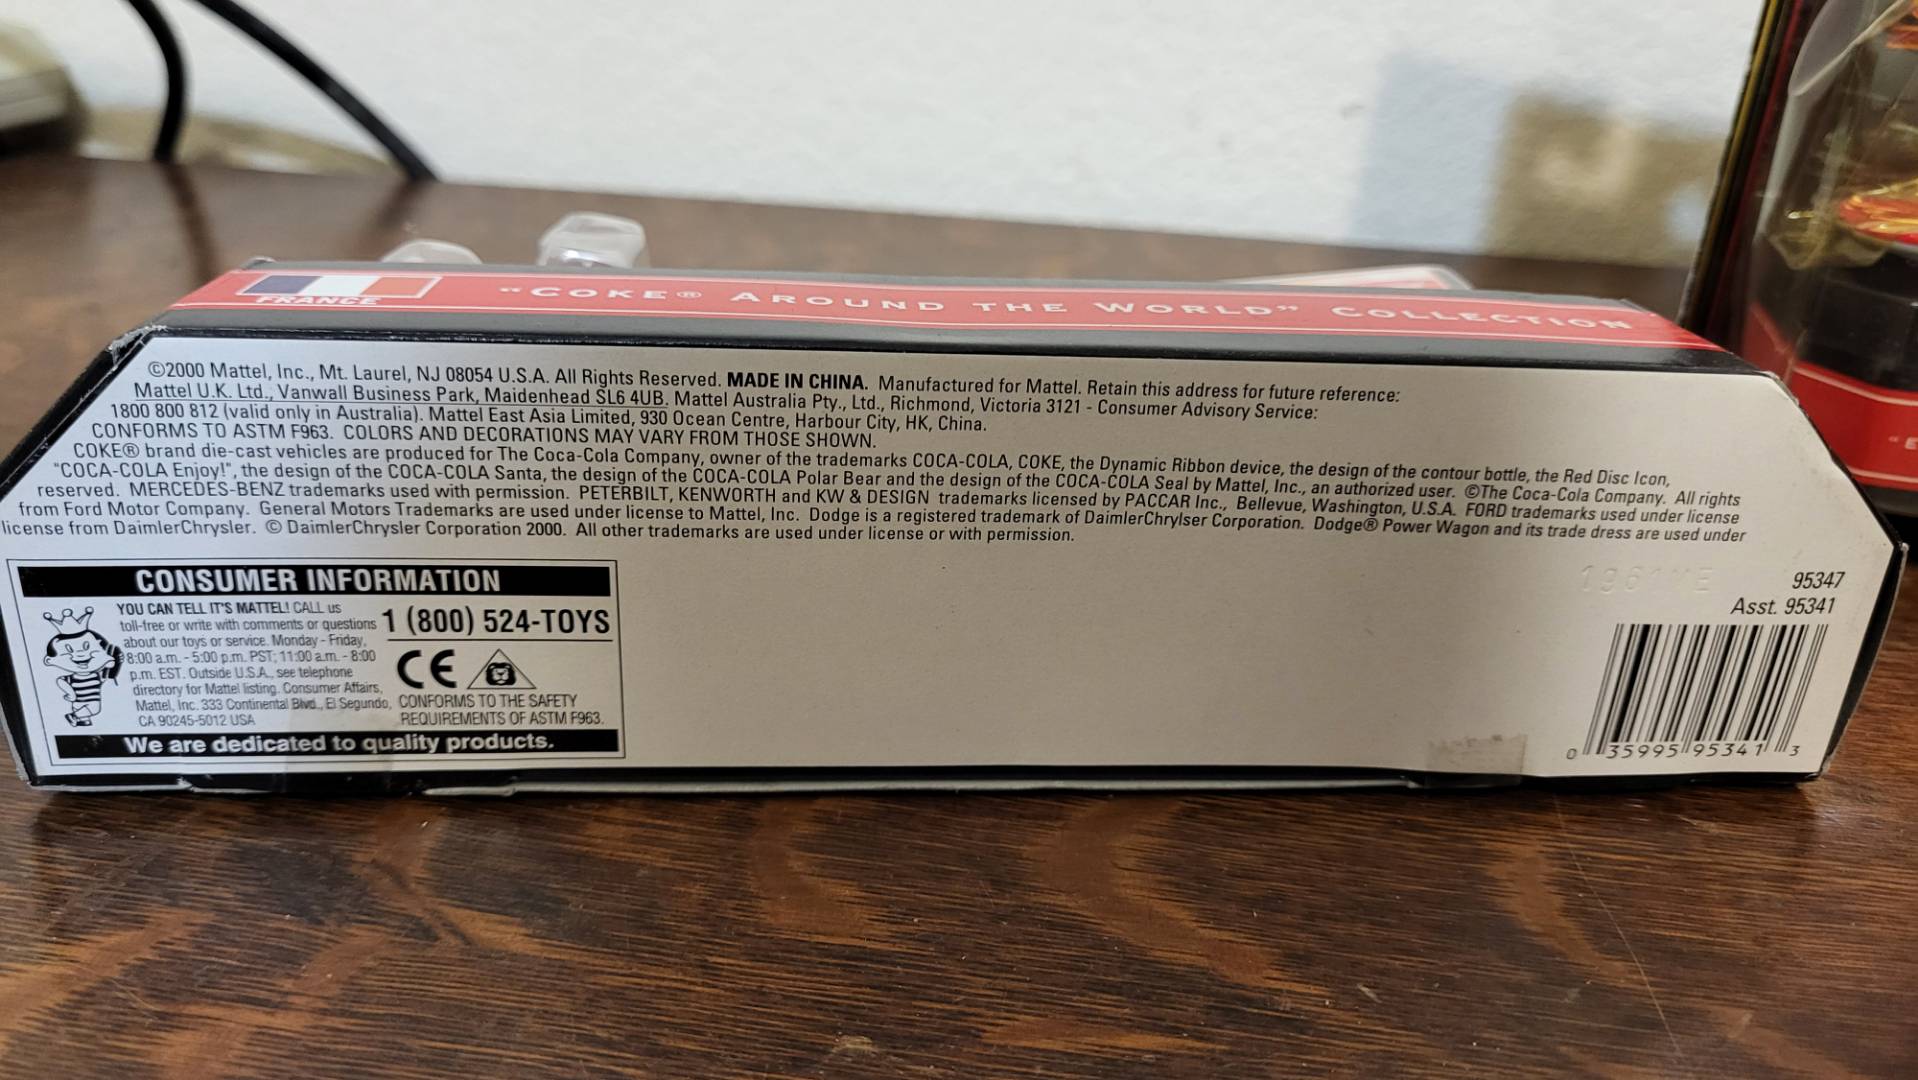 FRANCE
"COKE® AROUND THE WORLD" COLLECTION
©2000 Mattel, Inc., Mt. Laurel, NJ 08054 U.S.A. All Rights Reserved. MADE IN CHINA. Manufactured for Mattel. Retain this address for future reference:
Mattel U.K. Ltd., Vanwall Business Park, Maidenhead SL6 4UB. Mattel Australia Pty., Ltd., Richmond, Victoria 3121 - Consumer Advisory Service:
1800 800 812 (valid only in Australia). Mattel East Asia Limited, 930 Ocean Centre, Harbour City, HK, China.
CONFORMS TO ASTM F963. COLORS AND DECORATIONS MAY VARY FROM THOSE SHOWN.
COKE® brand die-cast vehicles are produced for The Coca-Cola Company, owner of the trademarks COCA-COLA, COKE, the Dynamic Ribbon device, the design of the contour bottle, the Red Disc Icon,
"COCA-COLA Enjoy!", the design of the COCA-COLA Santa, the design of the COCA-COLA Polar Bear and the design of the COCA-COLA Seal by Mattel, Inc., an authorized user. ©The Coca-Cola Company. All rights
reserved. MERCEDES-BENZ trademarks used with permission. PETERBILT, KENWORTH and KW & DESIGN trademarks licensed by PACCAR Inc., Bellevue, Washington, U.S.A. FORD trademarks used under license
from Ford Motor Company. General Motors Trademarks are used under license to Mattel, Inc. Dodge is a registered trademark of DaimlerChrylser Corporation. Dodge® Power Wagon and its trade dress are used under
license from DaimlerChrysler. © DaimlerChrysler Corporation 2000. All other trademarks are used under license or with permission.
CONSUMER INFORMATION
YOU CAN TELL IT'S MATTEL! CALL us
toll-free or write with comments or questions
about our toys or service. Monday - Friday,
8:00 a.m. - 5:00 p.m. PST; 11:00 a.m. - 8:00
p.m. EST. Outside U.S.A., see telephone
directory for Mattel listing. Consumer Affairs,
Mattel, Inc. 333 Continental Blvd., El Segundo,
CA 90245-5012 USA
1 (800) 524-TOYS
CE
CONFORMS TO THE SAFETY
REQUIREMENTS OF ASTM F963.
We are dedicated to quality products.
95347
Asst. 95341
0 35995 95341 3